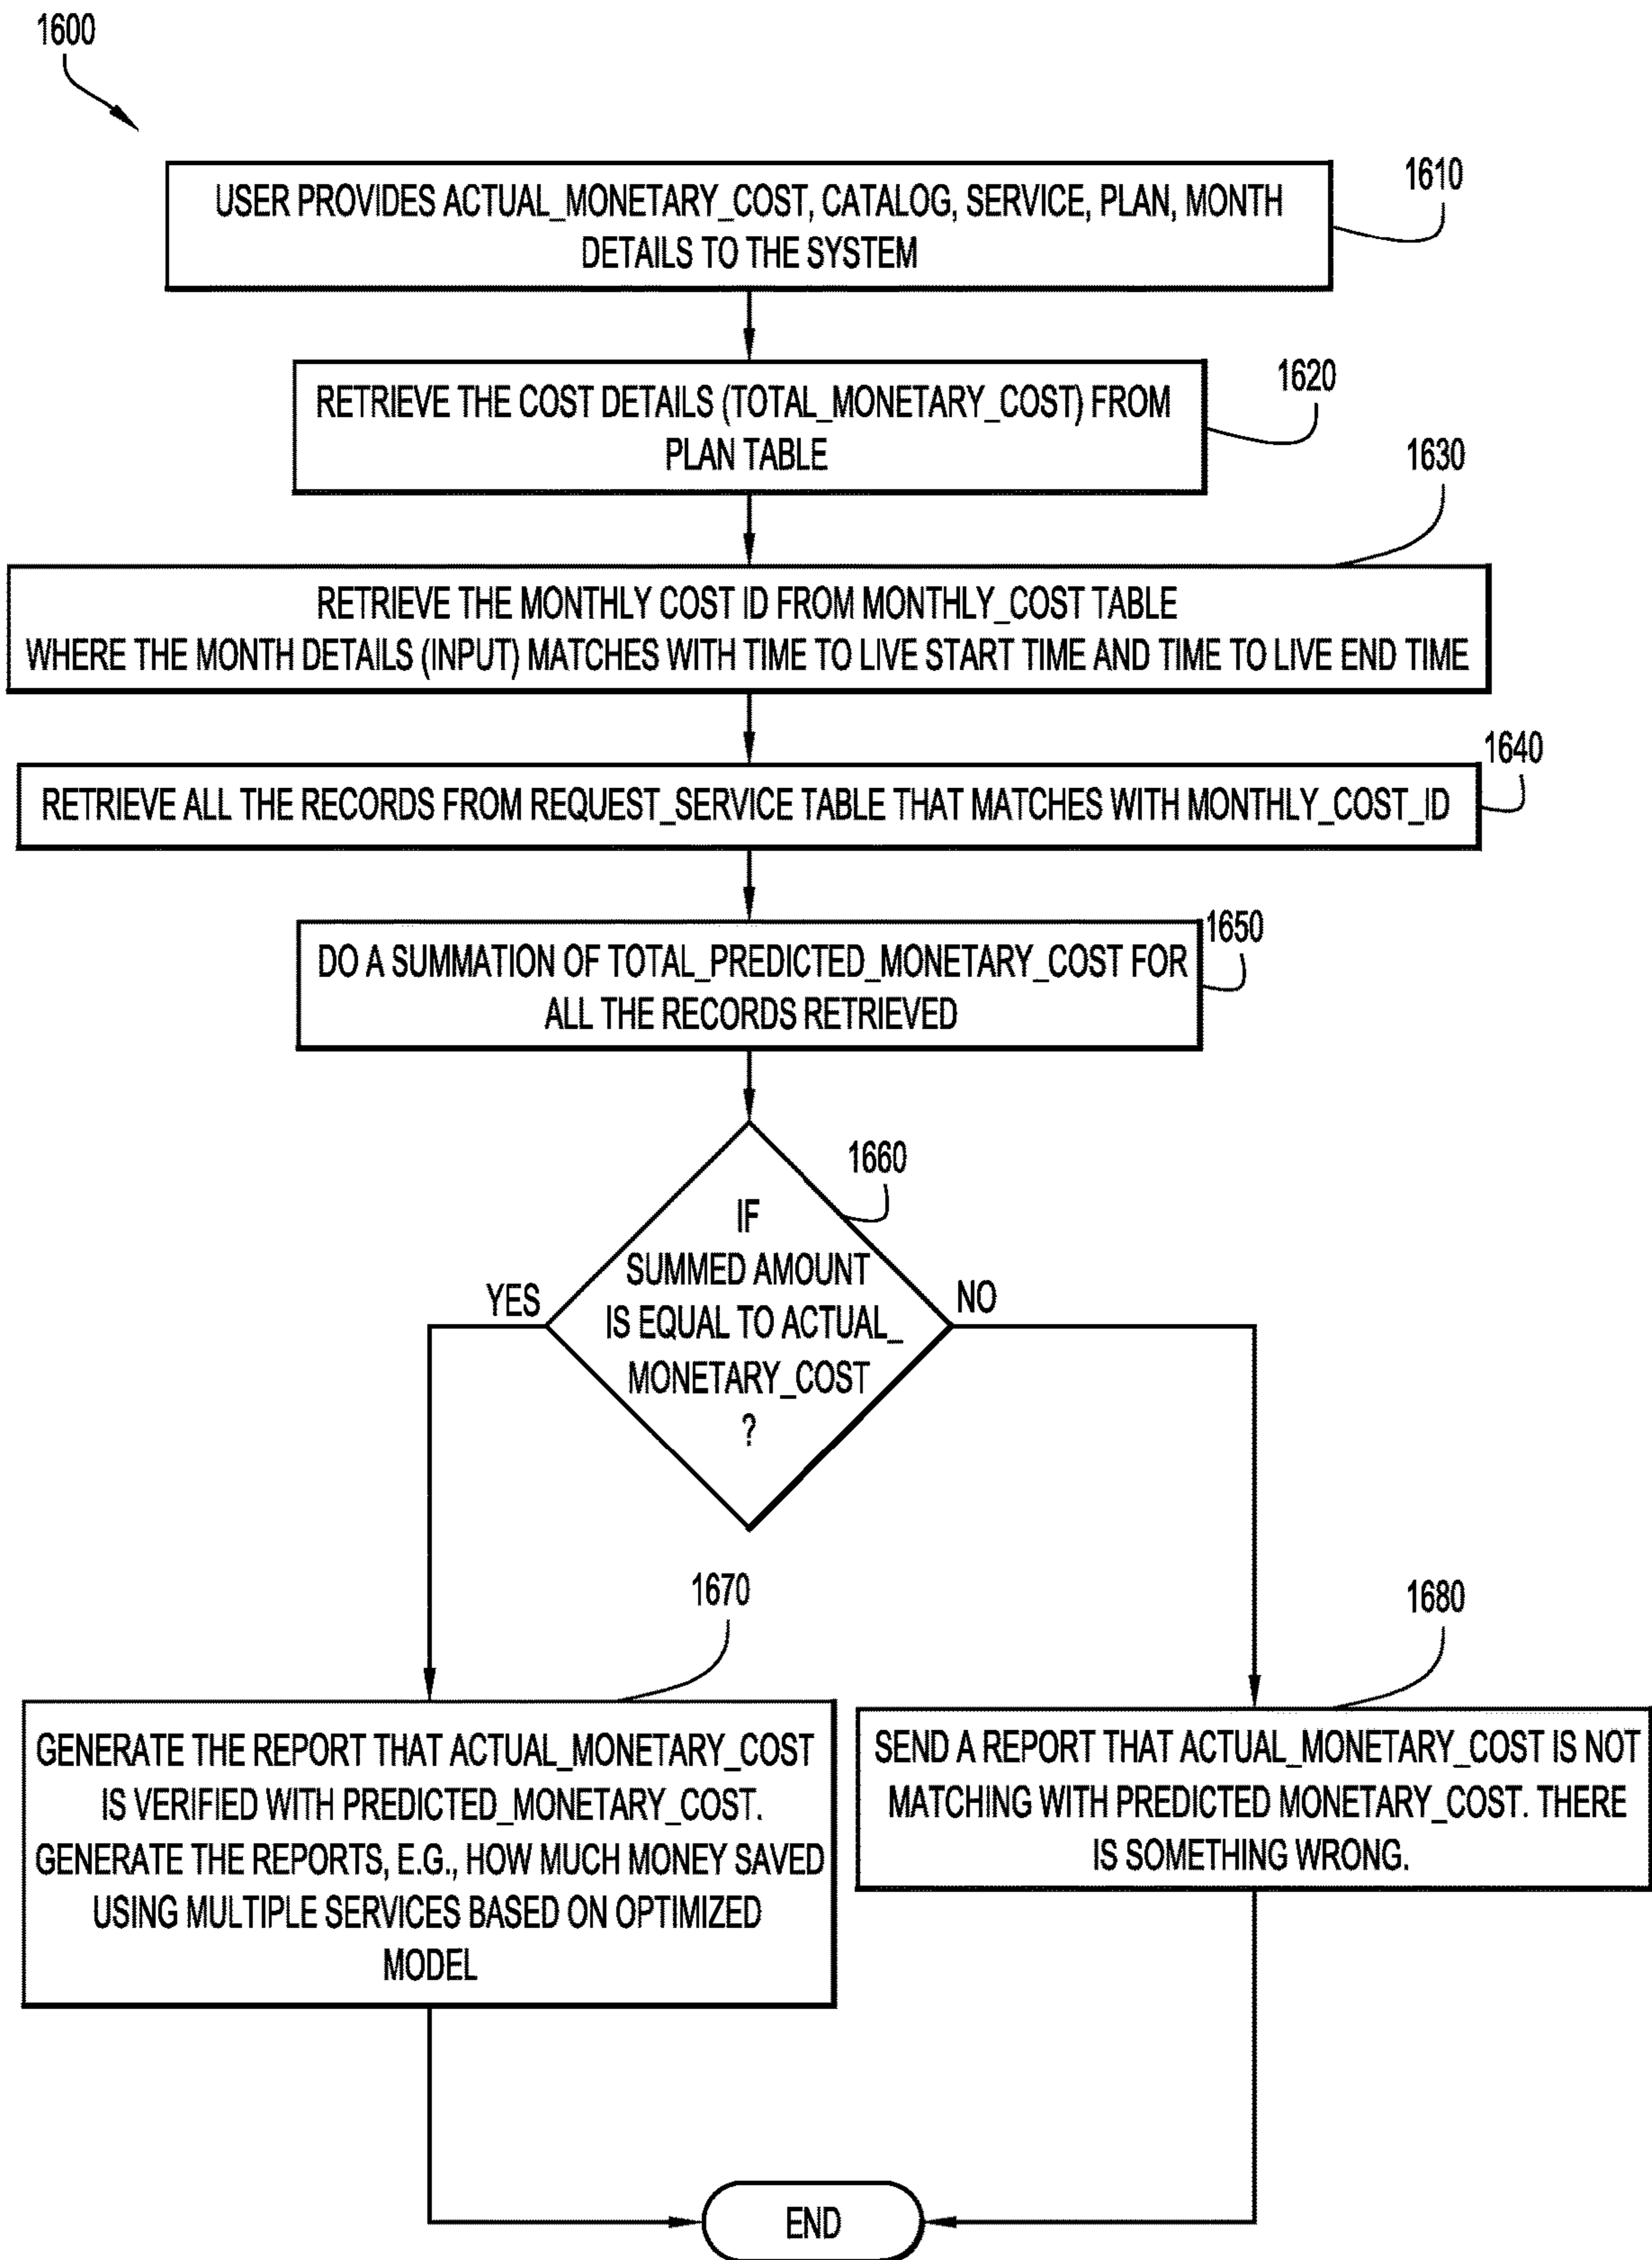 1600
1610
USER PROVIDES ACTUAL_MONETARY_COST, CATALOG, SERVICE, PLAN, MONTH
DETAILS TO THE SYSTEM
1620
RETRIEVE THE COST DETAILS (TOTAL_MONETARY_COST) FROM
PLAN TABLE
1630
RETRIEVE THE MONTHLY COST ID FROM MONTHLY_COST TABLE
WHERE THE MONTH DETAILS (INPUT) MATCHES WITH TIME TO LIVE START TIME AND TIME TO LIVE END TIME
1640
RETRIEVE ALL THE RECORDS FROM REQUEST_SERVICE TABLE THAT MATCHES WITH MONTHLY_COST_ID
1650
DO A SUMMATION OF TOTAL_PREDICTED_MONETARY_COST FOR
ALL THE RECORDS RETRIEVED
1660
IF
SUMMED AMOUNT
IS EQUAL TO ACTUAL_
MONETARY_COST
?
YES
NO
1670
GENERATE THE REPORT THAT ACTUAL_MONETARY_COST
IS VERIFIED WITH PREDICTED_MONETARY_COST.
GENERATE THE REPORTS, E.G., HOW MUCH MONEY SAVED
USING MULTIPLE SERVICES BASED ON OPTIMIZED
MODEL
1680
SEND A REPORT THAT ACTUAL_MONETARY_COST IS NOT
MATCHING WITH PREDICTED MONETARY_COST. THERE
IS SOMETHING WRONG.
END